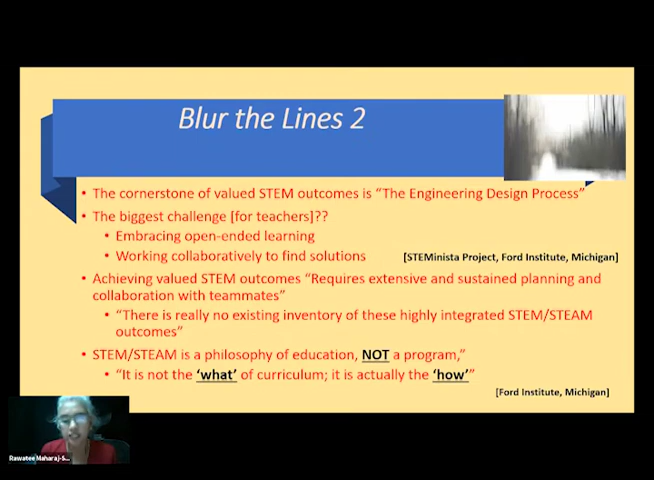 Blur the Lines 2
• The cornerstone of valued STEM outcomes is “The Engineering Design Process”
• The biggest challenge [for teachers]??
• Embracing open-ended learning
• Working collaboratively to find solutions [STEMinista Project, Ford Institute, Michigan]
• Achieving valued STEM outcomes “Requires extensive and sustained planning and
collaboration with teammates”
• “There is really no existing inventory of these highly integrated STEM/STEAM
outcomes”
• STEM/STEAM is a philosophy of education, NOT a program,”
• “It is not the ‘what’ of curriculum; it is actually the ‘how’”
[Ford Institute, Michigan]
Rawatee Maharaj-S...